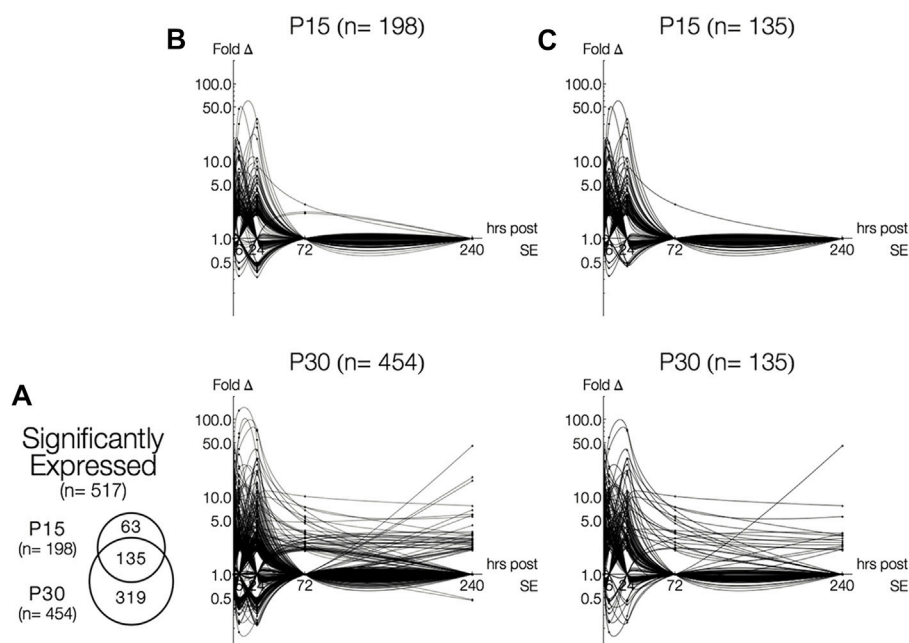 B
P15 (n= 198)
Fold Δ
100.0
50.0
10.0
5.0
1.0
0.5
24
72
240
hrs post
SE
C
P15 (n= 135)
Fold Δ
100.0
50.0
10.0
5.0
1.0
0.5
24
72
240
hrs post
SE
A
Significantly
Expressed
(n= 517)
P15
(n= 198)
63
135
P30
(n= 454)
319
P30 (n= 454)
Fold Δ
100.0
50.0
10.0
5.0
1.0
0.5
72
240
hrs post
SE
P30 (n= 135)
Fold Δ
100.0
50.0
10.0
5.0
1.0
0.5
72
240
hrs post
SE